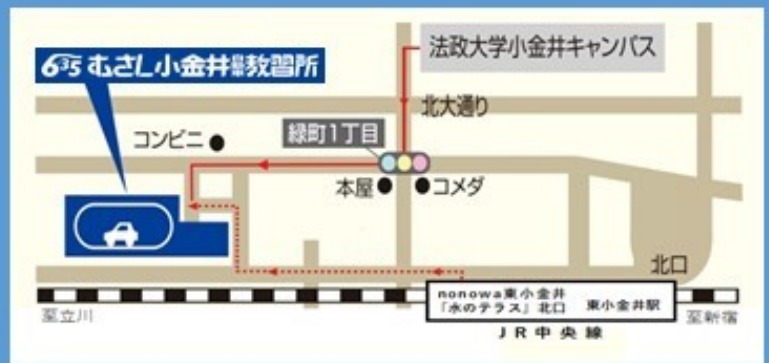 635 むさし小金井自動車教習所
法政大学小金井キャンパス
北大通り
コンビニ
緑町1丁目
本屋
コメダ
北口
nonowa東小金井
「水のテラス」北口
東小金井駅
至立川
至新宿
JR中央線